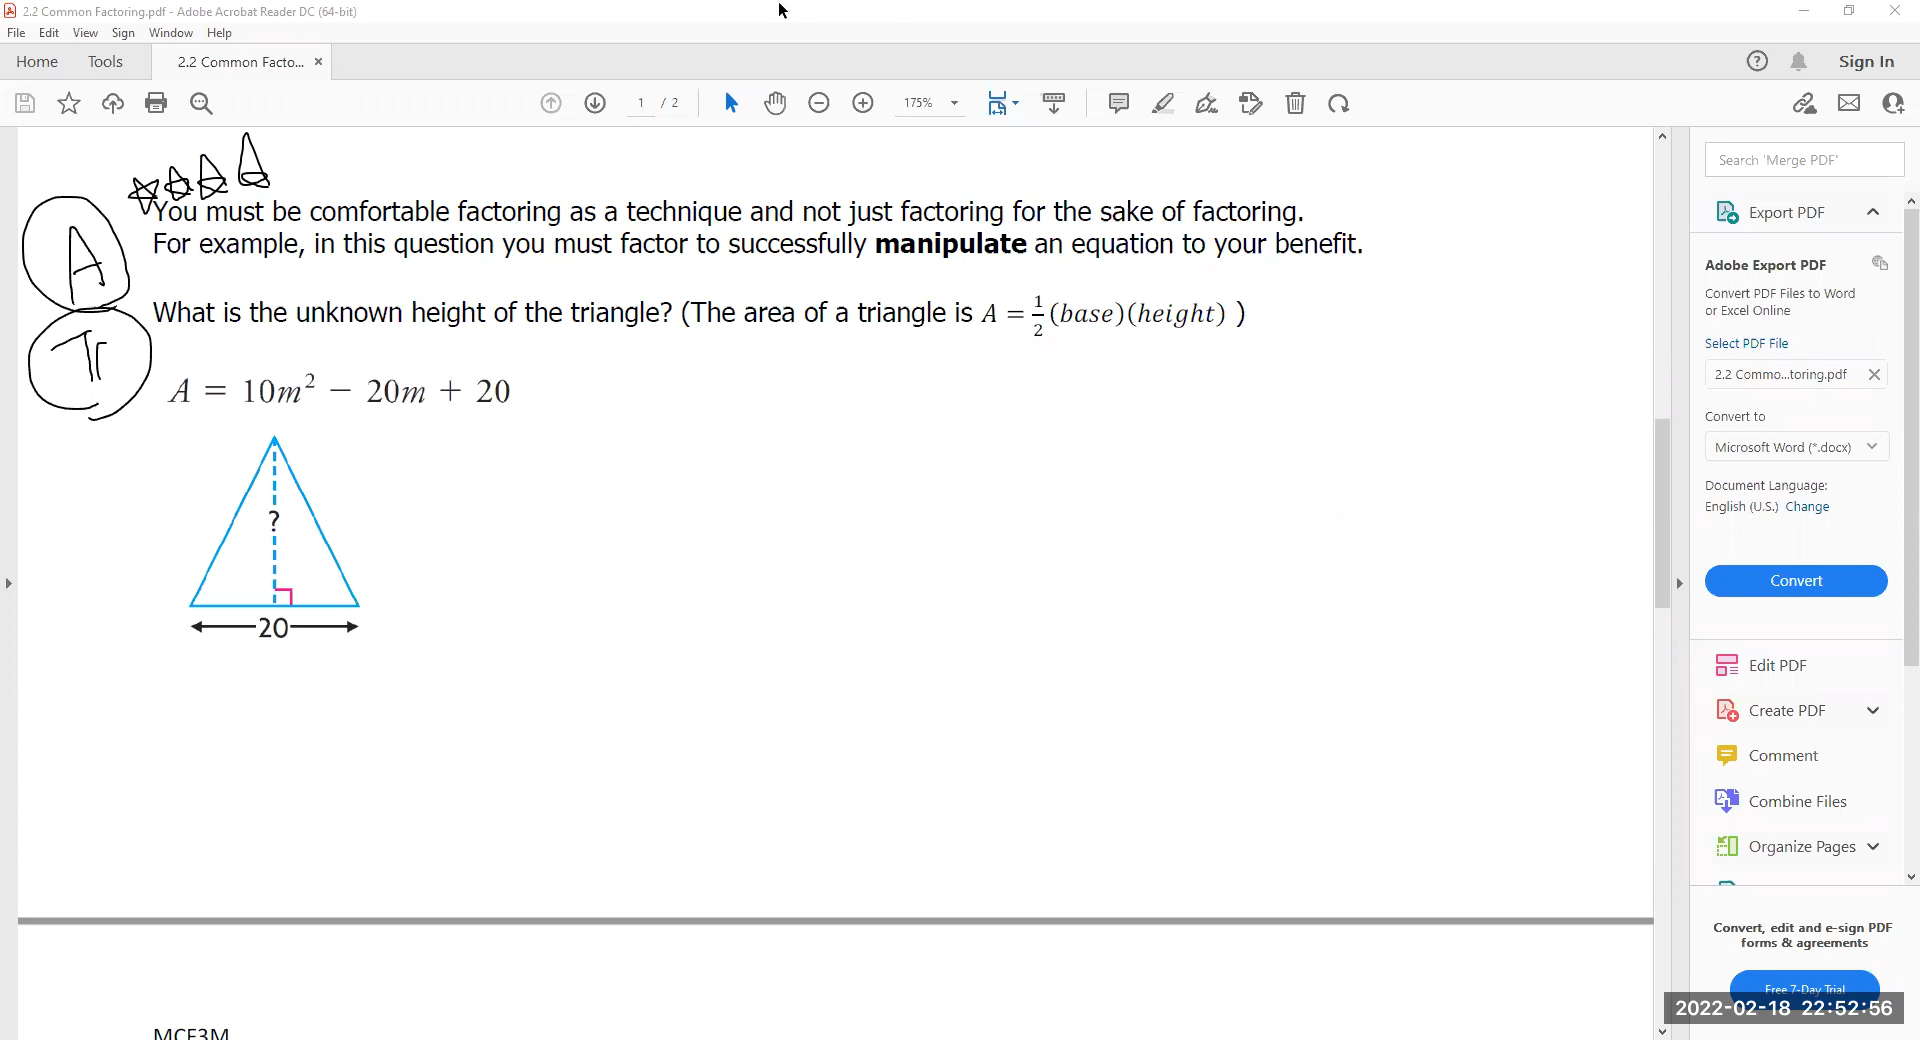 2.2 Common Factoring.pdf - Adobe Acrobat Reader DC (64-bit)
File Edit View Sign Window Help
Home Tools 2.2 Common Facto... × Sign In
1 / 2 175%
You must be comfortable factoring as a technique and not just factoring for the sake of factoring.
For example, in this question you must factor to successfully manipulate an equation to your benefit.
A
T
What is the unknown height of the triangle? (The area of a triangle is A = 1/2 (base)(height) )
A = 10m² − 20m + 20
?
20
MCF3M
Search 'Merge PDF'
Export PDF
Adobe Export PDF
Convert PDF Files to Word
or Excel Online
Select PDF File
2.2 Commo...toring.pdf
Convert to
Microsoft Word (*.docx)
Document Language:
English (U.S.) Change
Convert
Edit PDF
Create PDF
Comment
Combine Files
Organize Pages
Convert, edit and e-sign PDF
forms & agreements
Free 7-Day Trial
2022-02-18 22:52:56